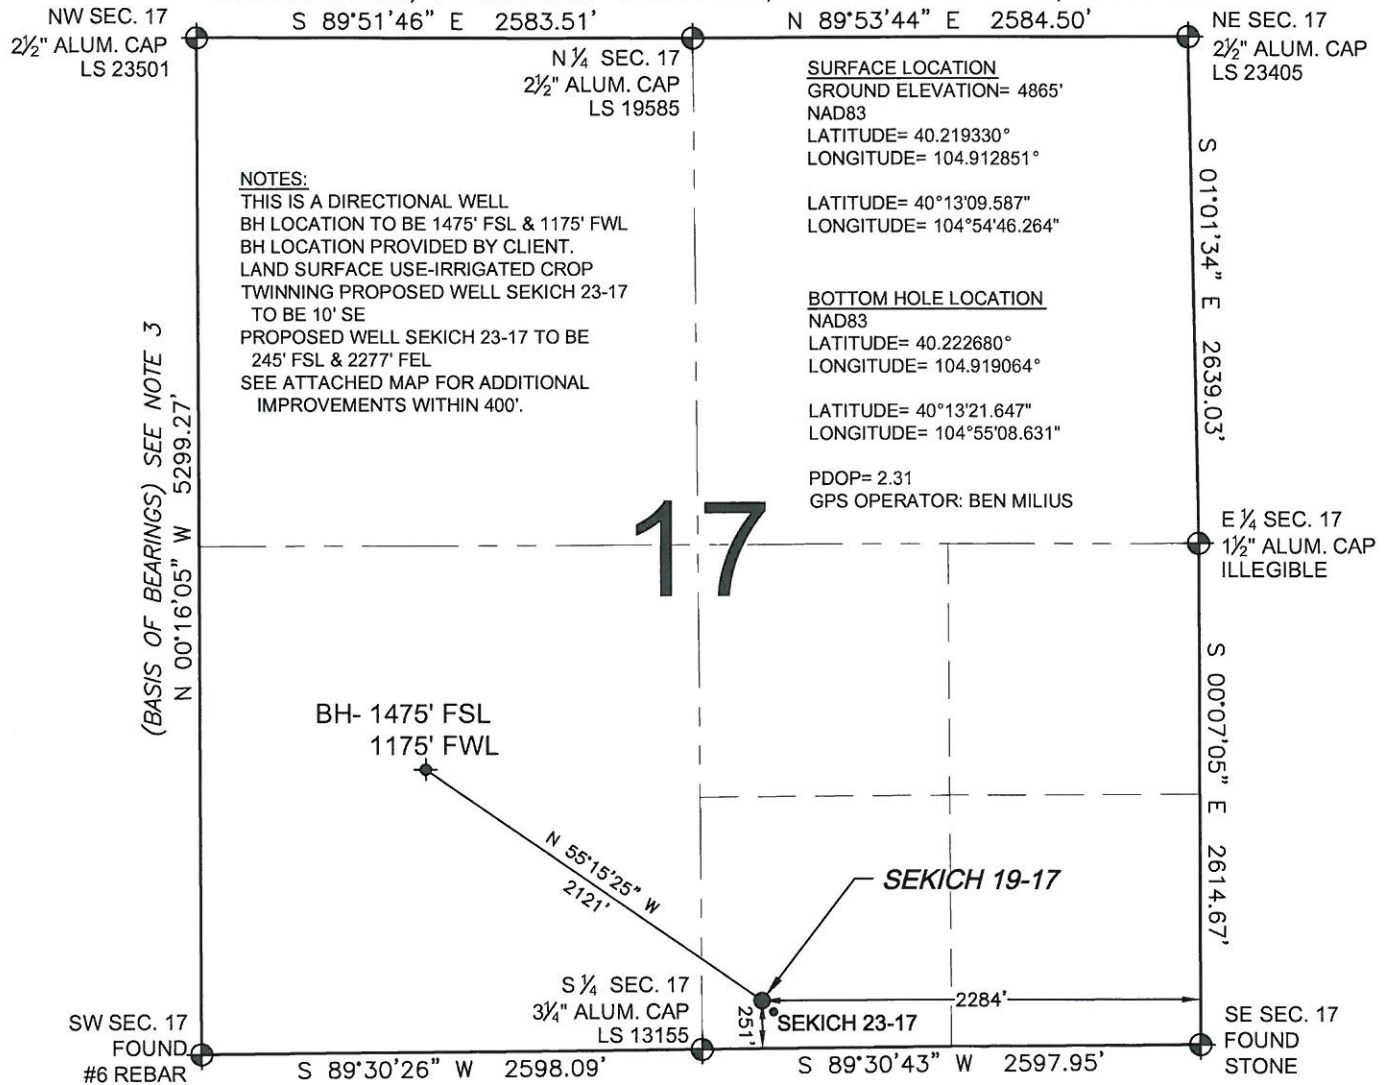 S 89°51'46" E 2583.51'
N 89°53'44" E 2584.50'
NW SEC. 17
2½" ALUM. CAP
LS 23501
N ¼ SEC. 17
2½" ALUM. CAP
LS 19585
NE SEC. 17
2½" ALUM. CAP
LS 23405
SURFACE LOCATION
GROUND ELEVATION= 4865'
NAD83
LATITUDE= 40.219330°
LONGITUDE= 104.912851°
LATITUDE= 40°13'09.587"
LONGITUDE= 104°54'46.264"
NOTES:
THIS IS A DIRECTIONAL WELL
BH LOCATION TO BE 1475' FSL & 1175' FWL
BH LOCATION PROVIDED BY CLIENT.
LAND SURFACE USE-IRRIGATED CROP
TWINNING PROPOSED WELL SEKICH 23-17
TO BE 10' SE
PROPOSED WELL SEKICH 23-17 TO BE
245' FSL & 2277' FEL
SEE ATTACHED MAP FOR ADDITIONAL
IMPROVEMENTS WITHIN 400'.
BOTTOM HOLE LOCATION
NAD83
LATITUDE= 40.222680°
LONGITUDE= 104.919064°
LATITUDE= 40°13'21.647"
LONGITUDE= 104°55'08.631"
PDOP= 2.31
GPS OPERATOR: BEN MILIUS
S 01°01'34" E 2639.03'
(BASIS OF BEARINGS) SEE NOTE 3
N 00°16'05" W 5299.27'
17
E ¼ SEC. 17
1½" ALUM. CAP
ILLEGIBLE
S 00°07'05" E 2614.67'
BH- 1475' FSL
1175' FWL
N 55°15'25" W
2121'
SEKICH 19-17
S ¼ SEC. 17
3¼" ALUM. CAP
LS 13155
2284'
251'
SEKICH 23-17
SW SEC. 17
FOUND
#6 REBAR
SE SEC. 17
FOUND
STONE
S 89°30'26" W 2598.09'
S 89°30'43" W 2597.95'